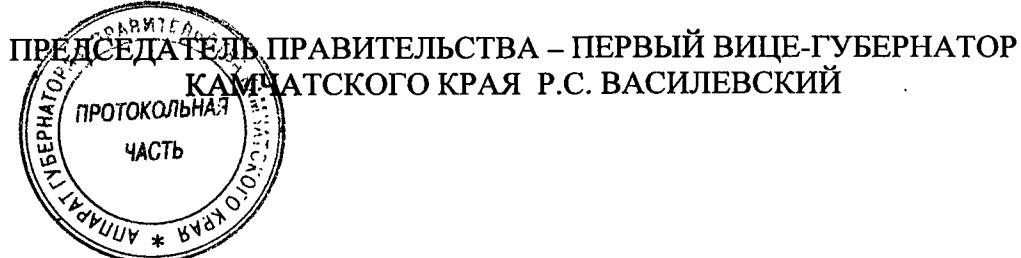 ПРЕДСЕДАТЕЛЬ ПРАВИТЕЛЬСТВА – ПЕРВЫЙ ВИЦЕ-ГУБЕРНАТОР
КАМЧАТСКОГО КРАЯ Р.С. ВАСИЛЕВСКИЙ
ПРОТОКОЛЬНАЯ
ЧАСТЬ
АППАРАТ ГУБЕРНАТОРА
КРАЯ *